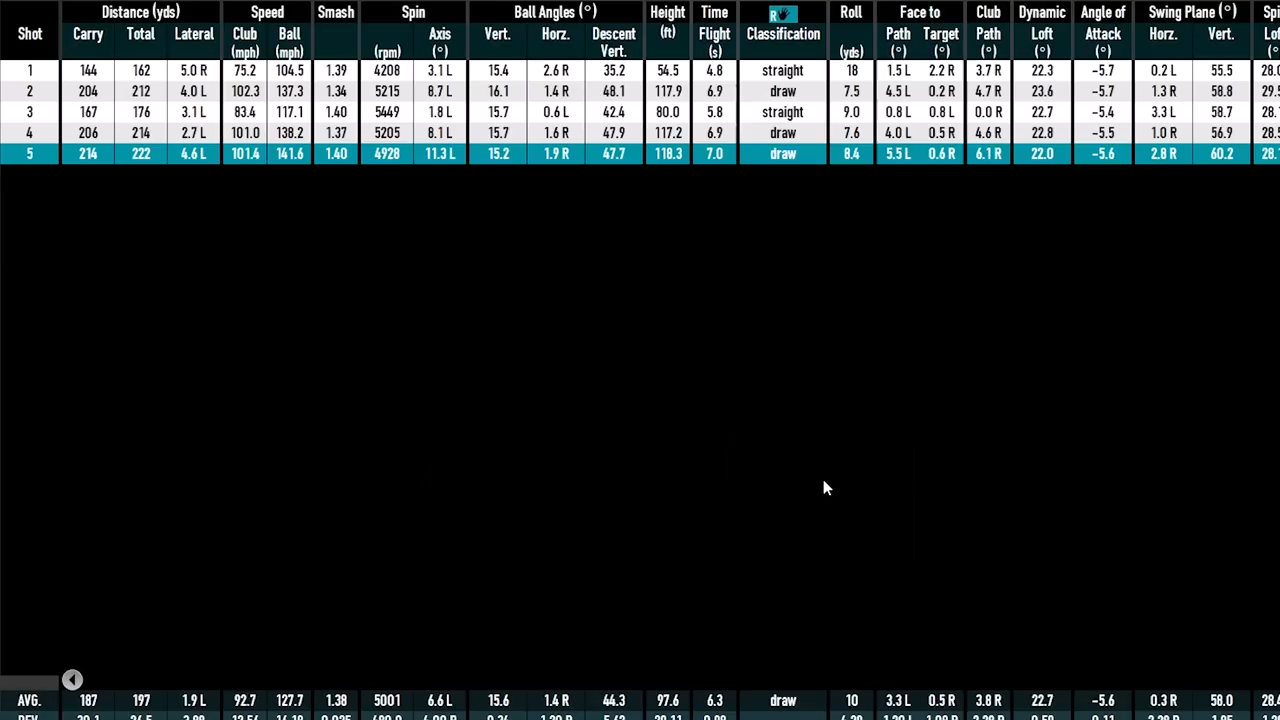 Distance (yds) Speed Smash Spin Ball Angles (°) Height Time R Roll Face to Club Dynamic Angle of Swing Plane (°)
Shot Carry Total Lateral Club Ball Axis Vert. Horz. Descent (ft) Flight Classification Path Target Path Loft Attack Horz. Vert.
(mph) (mph) (rpm) (°) Vert. (s) (yds) (°) (°) (°) (°) (°)
1 144 162 5.0 R 75.2 104.5 1.39 4208 3.1 L 15.4 2.6 R 35.2 54.5 4.8 straight 18 1.5 L 2.2 R 3.7 R 22.3 -5.7 0.2 L 55.5
2 204 212 4.0 L 102.3 137.3 1.34 5215 8.7 L 16.1 1.4 R 48.1 117.9 6.9 draw 7.5 4.5 L 0.2 R 4.7 R 23.6 -5.7 1.3 R 58.8
3 167 176 3.1 L 83.4 117.1 1.40 5449 1.8 L 15.7 0.6 L 42.4 80.0 5.8 straight 9.0 0.8 L 0.8 L 0.0 R 22.7 -5.4 3.3 L 58.7
4 206 214 2.7 L 101.0 138.2 1.37 5205 8.1 L 15.7 1.6 R 47.9 117.2 6.9 draw 7.6 4.0 L 0.5 R 4.6 R 22.8 -5.5 1.0 R 56.9
5 214 222 4.6 L 101.4 141.6 1.40 4928 11.3 L 15.2 1.9 R 47.7 118.3 7.0 draw 8.4 5.5 L 0.6 R 6.1 R 22.0 -5.6 2.8 R 60.2
AVG. 187 197 1.9 L 92.7 127.7 1.38 5001 6.6 L 15.6 1.4 R 44.3 97.6 6.3 draw 10 3.3 L 0.5 R 3.8 R 22.7 -5.6 0.3 R 58.0